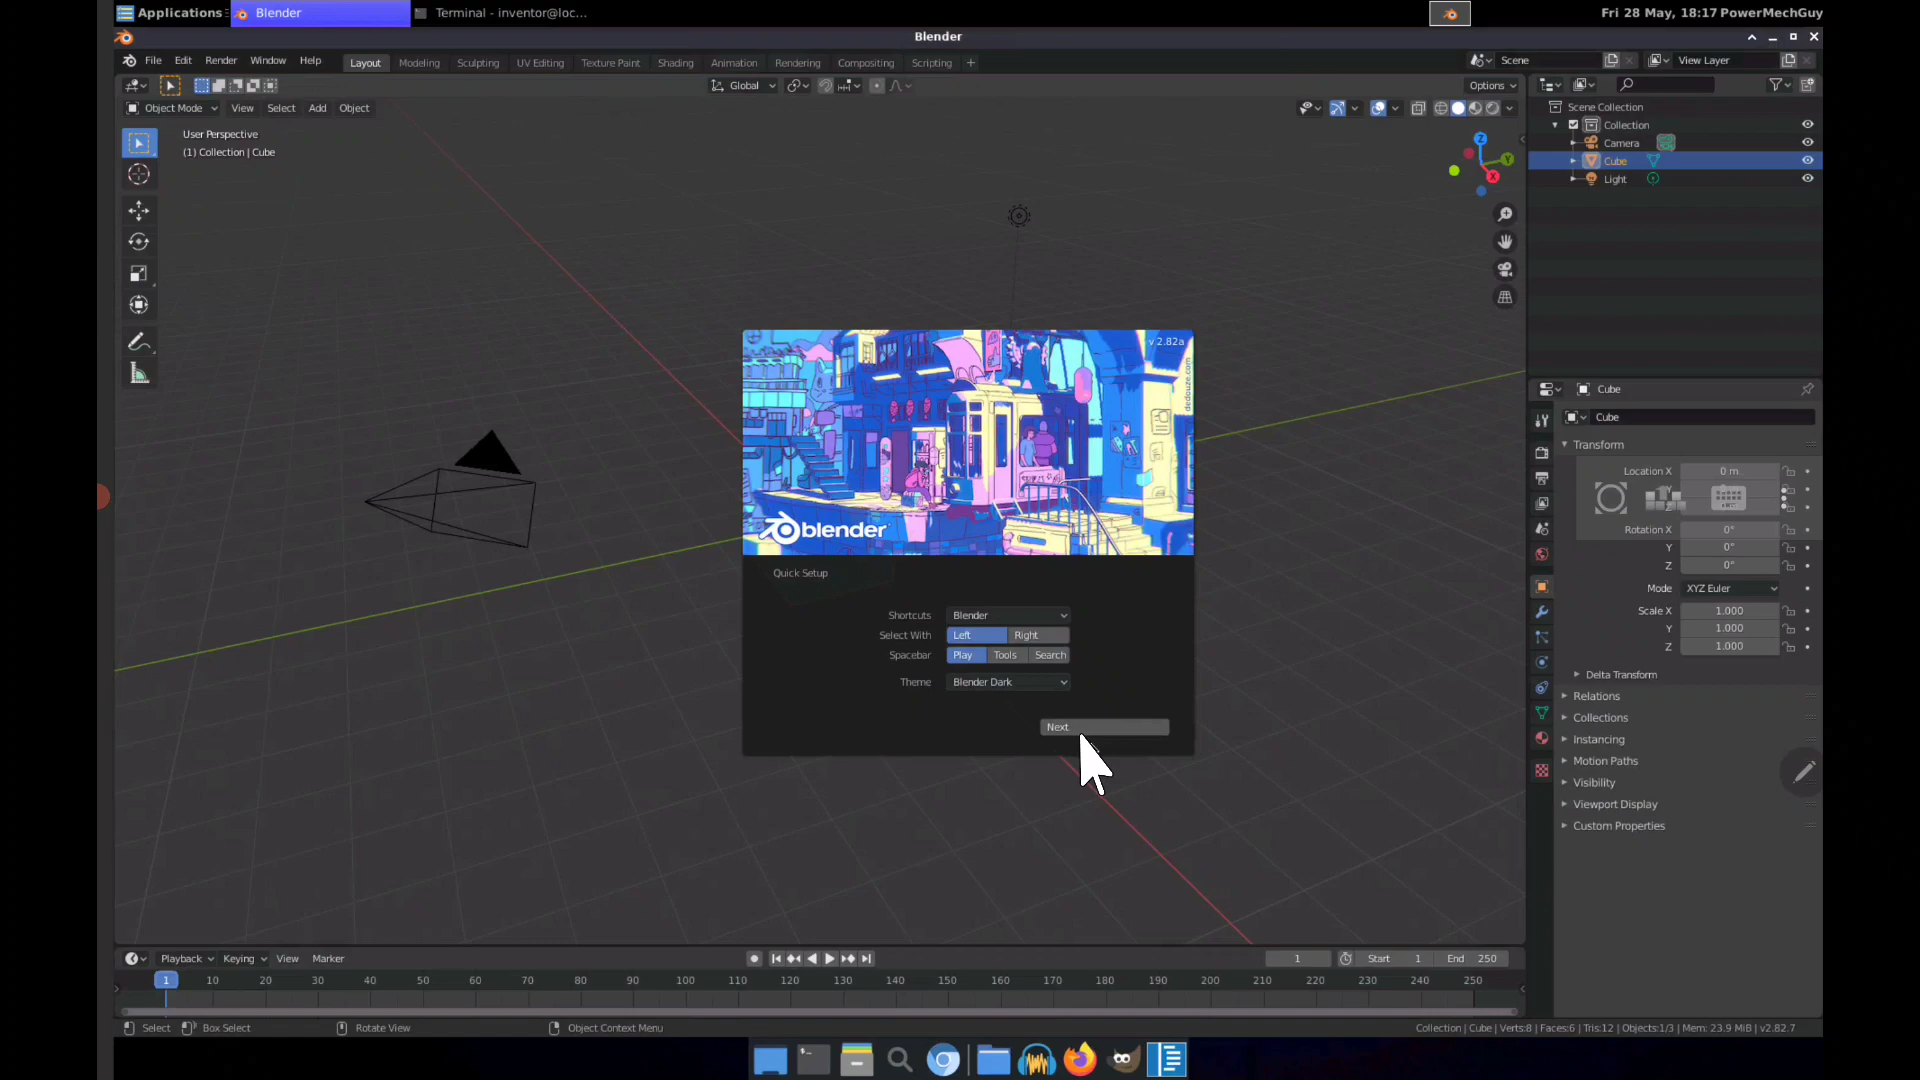 Applications
Blender
Terminal - inventor@loc...
Fri 28 May, 18:17 PowerMechGuy
Blender
File Edit Render Window Help
Layout Modeling Sculpting UV Editing Texture Paint Shading Animation Rendering Compositing Scripting +
Scene
View Layer
Global
Options
Object Mode View Select Add Object
User Perspective
(1) Collection | Cube
Z
Y
X
Scene Collection
Collection
Camera
Cube
Light
v 2.82a
dedouze.com
blender
Quick Setup
Shortcuts Blender
Select With Left Right
Spacebar Play Tools Search
Theme Blender Dark
Next
Cube
Cube
Transform
Location X 0 m
Rotation X 0°
Y 0°
Z 0°
Mode XYZ Euler
Scale X 1.000
Y 1.000
Z 1.000
Delta Transform
Relations
Collections
Instancing
Motion Paths
Visibility
Viewport Display
Custom Properties
Playback Keying View Marker
1
Start 1
End 250
1 10 20 30 40 50 60 70 80 90 100 110 120 130 140 150 160 170 180 190 200 210 220 230 240 250
Select Box Select Rotate View Object Context Menu
Collection | Cube | Verts:8 | Faces:6 | Tris:12 | Objects:1/3 | Mem: 23.9 MiB | v2.82.7